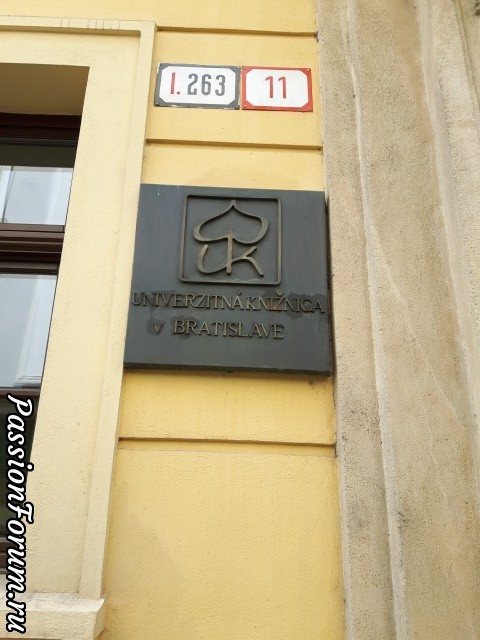 I. 263
11
UK
UNIVERZITNÁ KNIŽNICA
v BRATISLAVE
PassionForum.ru